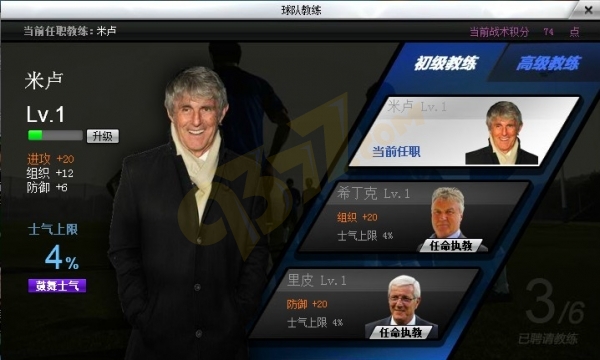 球队教练
当前任职教练：米卢
当前战术积分 74 点
米卢
Lv.1
升级
进攻 +20
组织 +12
防御 +6
士气上限
4%
鼓舞士气
初级教练
高级教练
米卢 Lv.1
当前任职
希丁克 Lv.1
组织 +20
士气上限 4%
任命执教
里皮 Lv.1
防御 +20
士气上限 4%
任命执教
3/6
已聘请教练